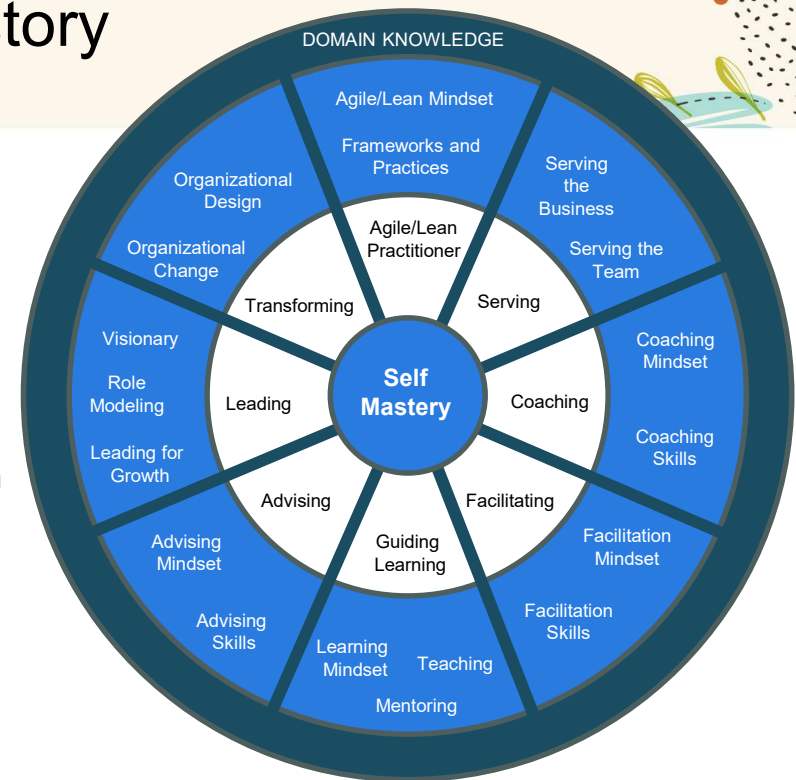 tory
DOMAIN KNOWLEDGE
Agile/Lean Mindset
Frameworks and
Practices
Agile/Lean
Practitioner
Serving
the
Business
Serving the
Team
Serving
Coaching
Mindset
Coaching
Skills
Coaching
Facilitation
Mindset
Facilitation
Skills
Facilitating
Guiding
Learning
Learning
Mindset
Teaching
Mentoring
Advising
Advising
Mindset
Advising
Skills
Leading
Visionary
Role
Modeling
Leading for
Growth
Transforming
Organizational
Design
Organizational
Change
Self
Mastery